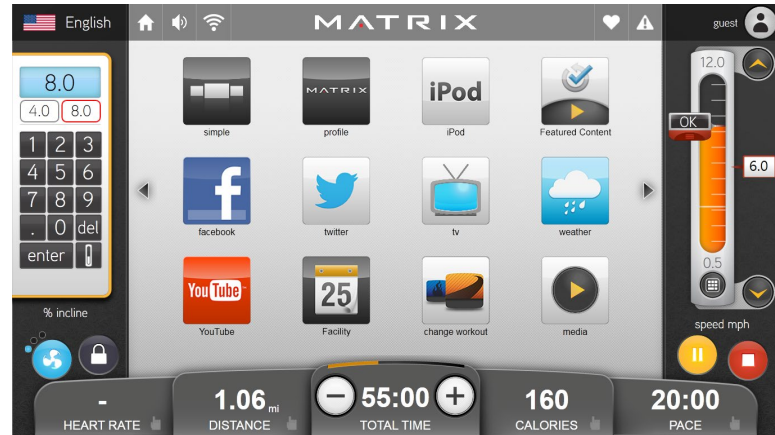 English
MATRIX
guest
8.0
4.0 8.0
1 2 3
4 5 6
7 8 9
. 0 del
enter
% incline
MATRIX
iPod
simple
profile
iPod
Featured Content
facebook
twitter
tv
weather
You Tube
25
YouTube
Facility
change workout
media
12.0
OK
6.0
0.5
speed mph
-
HEART RATE
1.06 mi
DISTANCE
55:00
TOTAL TIME
160
CALORIES
20:00
PACE